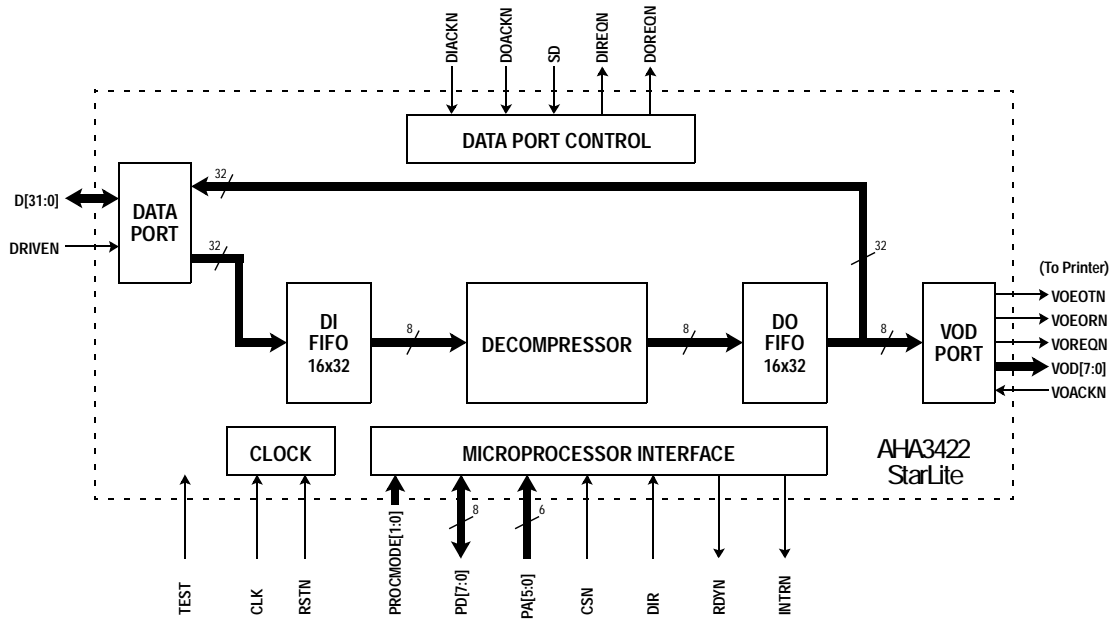 DIACKN
DOACKN
SD
DIREQN
DOREQN
DATA PORT CONTROL
32
D[31:0]
DATA
PORT
DRIVEN
32
32
(To Printer)
DI
FIFO
16x32
8
DECOMPRESSOR
8
DO
FIFO
16x32
8
VOD
PORT
VOEOTN
VOEORN
VOREQN
VOD[7:0]
VOACKN
CLOCK
MICROPROCESSOR INTERFACE
AHA3422
StarLite
8
6
TEST
CLK
RSTN
PROCMODE[1:0]
PD[7:0]
PA[5:0]
CSN
DIR
RDYN
INTRN